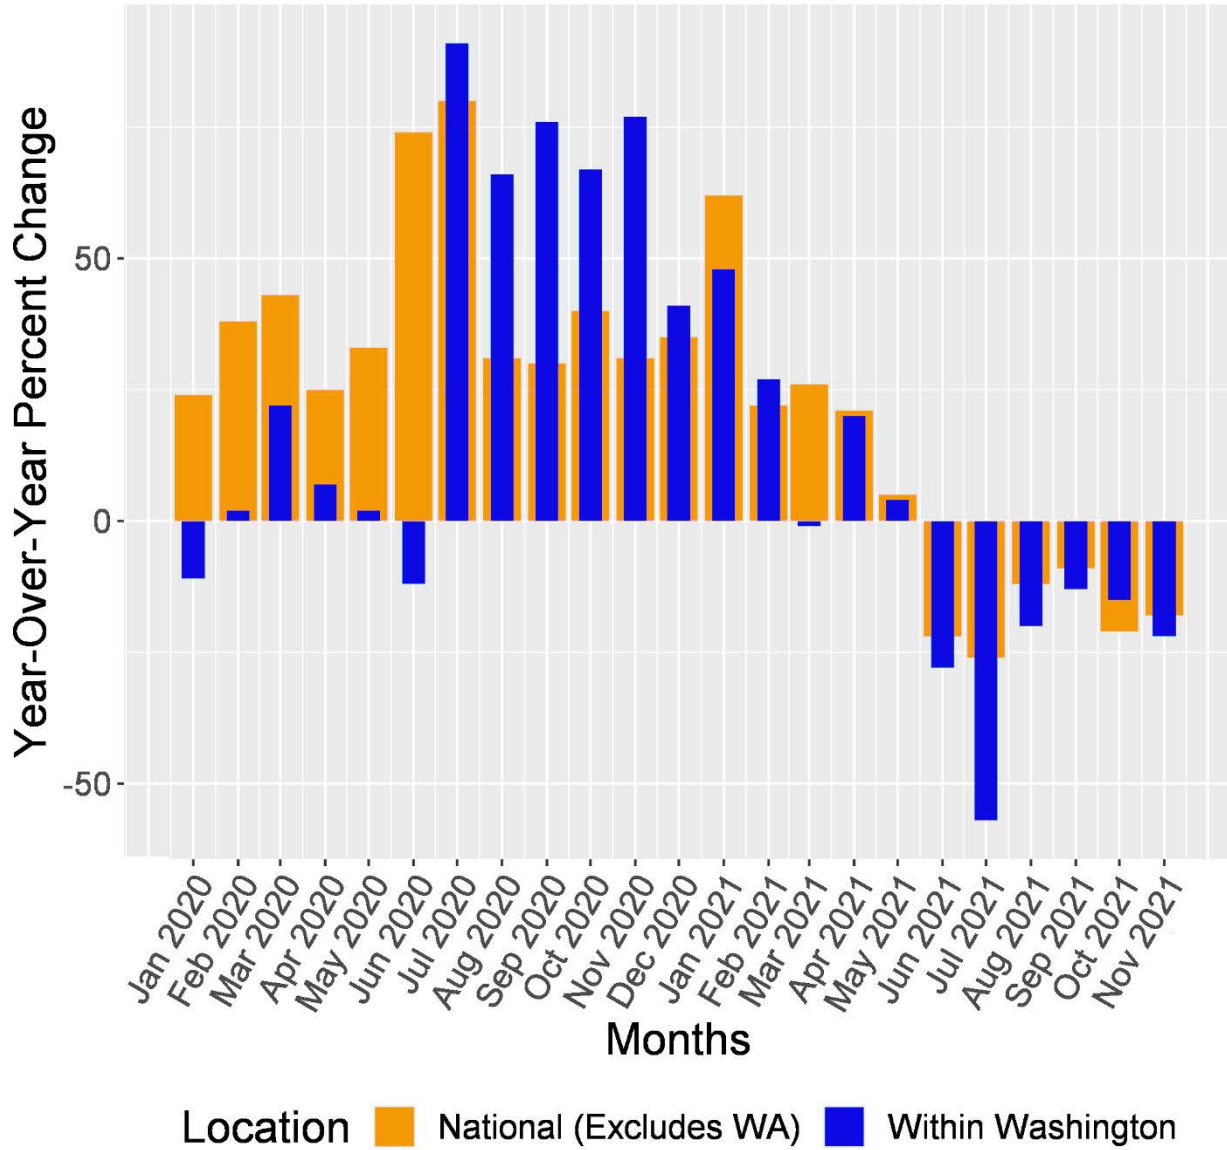 Year-Over-Year Percent Change
50
0
-50
Jan 2020
Feb 2020
Mar 2020
Apr 2020
May 2020
Jun 2020
Jul 2020
Aug 2020
Sep 2020
Oct 2020
Nov 2020
Dec 2020
Jan 2021
Feb 2021
Mar 2021
Apr 2021
May 2021
Jun 2021
Jul 2021
Aug 2021
Sep 2021
Oct 2021
Nov 2021
Months
Location National (Excludes WA) Within Washington